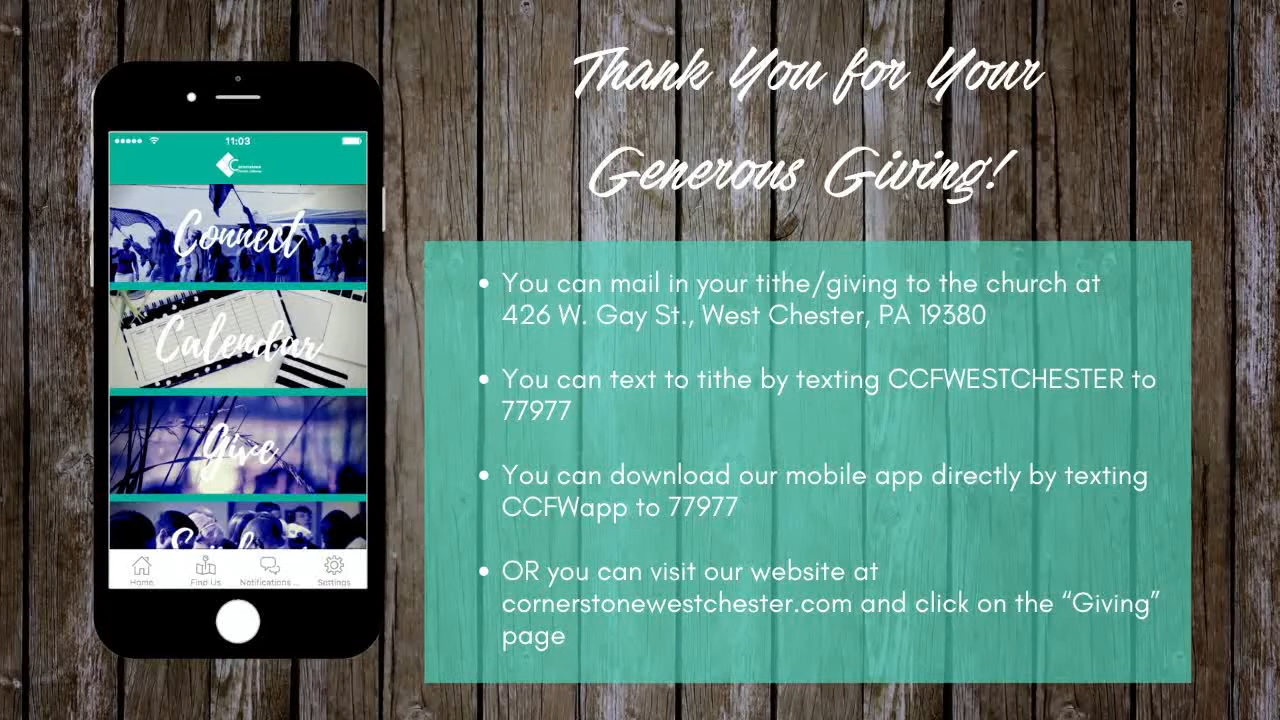 Thank You for Your
Generous Giving!
11:03
Connect
Calendar
Give
Home
Find Us
Notifications ...
Settings
• You can mail in your tithe/giving to the church at
426 W. Gay St., West Chester, PA 19380
• You can text to tithe by texting CCFWESTCHESTER to
77977
• You can download our mobile app directly by texting
CCFWapp to 77977
• OR you can visit our website at
cornerstonewestchester.com and click on the “Giving”
page